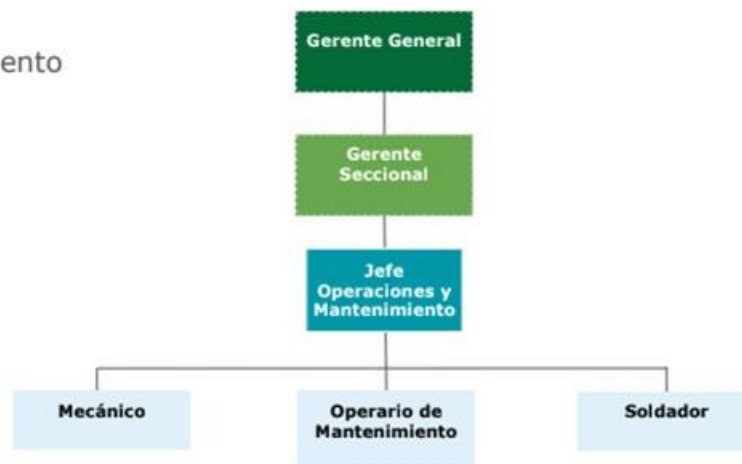 ento
Gerente General
Gerente
Seccional
Jefe
Operaciones y
Mantenimiento
Mecánico
Operario de
Mantenimiento
Soldador